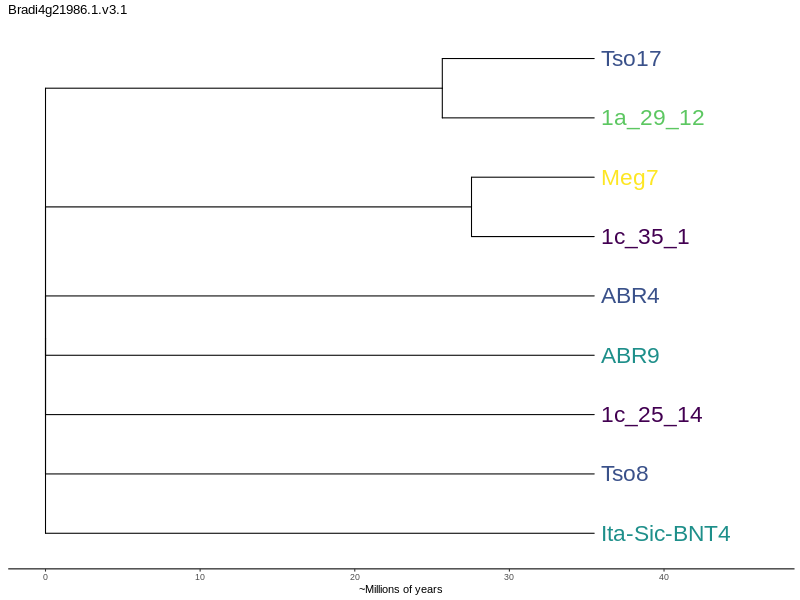 Bradi4g21986.1.v3.1
Tso17
1a_29_12
Meg7
1c_35_1
ABR4
ABR9
1c_25_14
Tso8
Ita-Sic-BNT4
0 10 20 30 40
~Millions of years